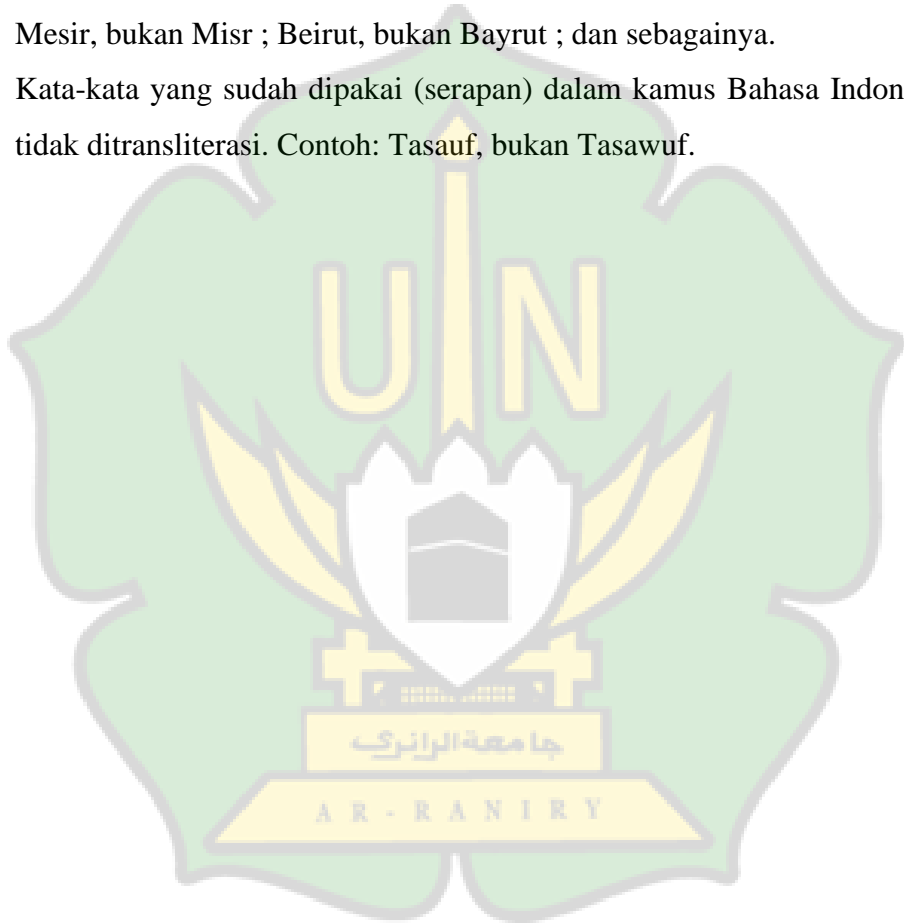 Mesir, bukan Misr ; Beirut, bukan Bayrut ; dan sebagainya.
Kata-kata yang sudah dipakai (serapan) dalam kamus Bahasa Indon
tidak ditransliterasi. Contoh: Tasauf, bukan Tasawuf.
UIN
جامعة الرانري
AR-RANIRY